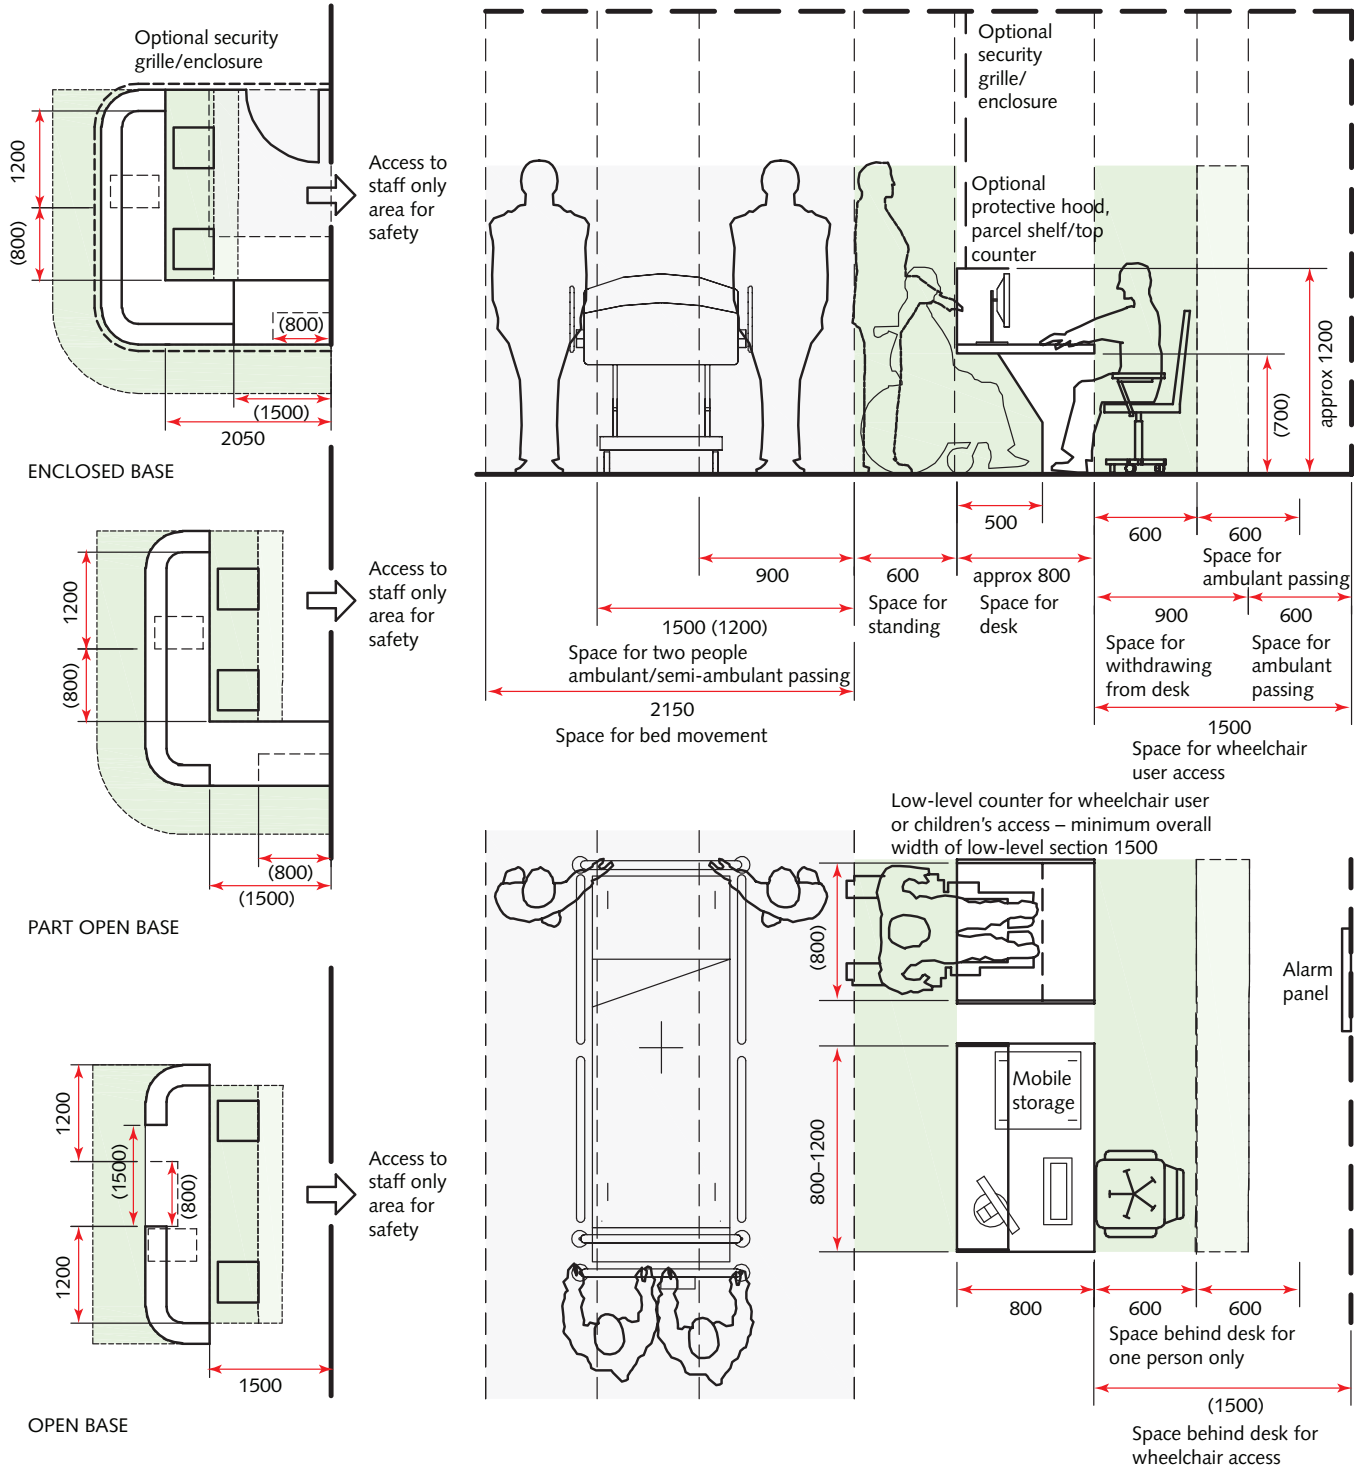 Optional security
grille/enclosure
1200
(800)
Access to
staff only
area for
safety
(800)
(1500)
2050
ENCLOSED BASE
1200
(800)
Access to
staff only
area for
safety
(800)
(1500)
PART OPEN BASE
1200
(1500)
(800)
1200
Access to
staff only
area for
safety
1500
OPEN BASE
Optional
security
grille/
enclosure
Optional
protective hood,
parcel shelf/top
counter
(700)
approx 1200
500
600
600
Space for
ambulant passing
900
600
Space for
standing
approx 800
Space for
desk
1500 (1200)
Space for two people
ambulant/semi-ambulant passing
900
Space for
withdrawing
from desk
600
Space for
ambulant
passing
2150
Space for bed movement
1500
Space for wheelchair
user access
Low-level counter for wheelchair user
or children's access – minimum overall
width of low-level section 1500
(800)
Alarm
panel
800–1200
Mobile
storage
800
600
600
Space behind desk for
one person only
(1500)
Space behind desk for
wheelchair access